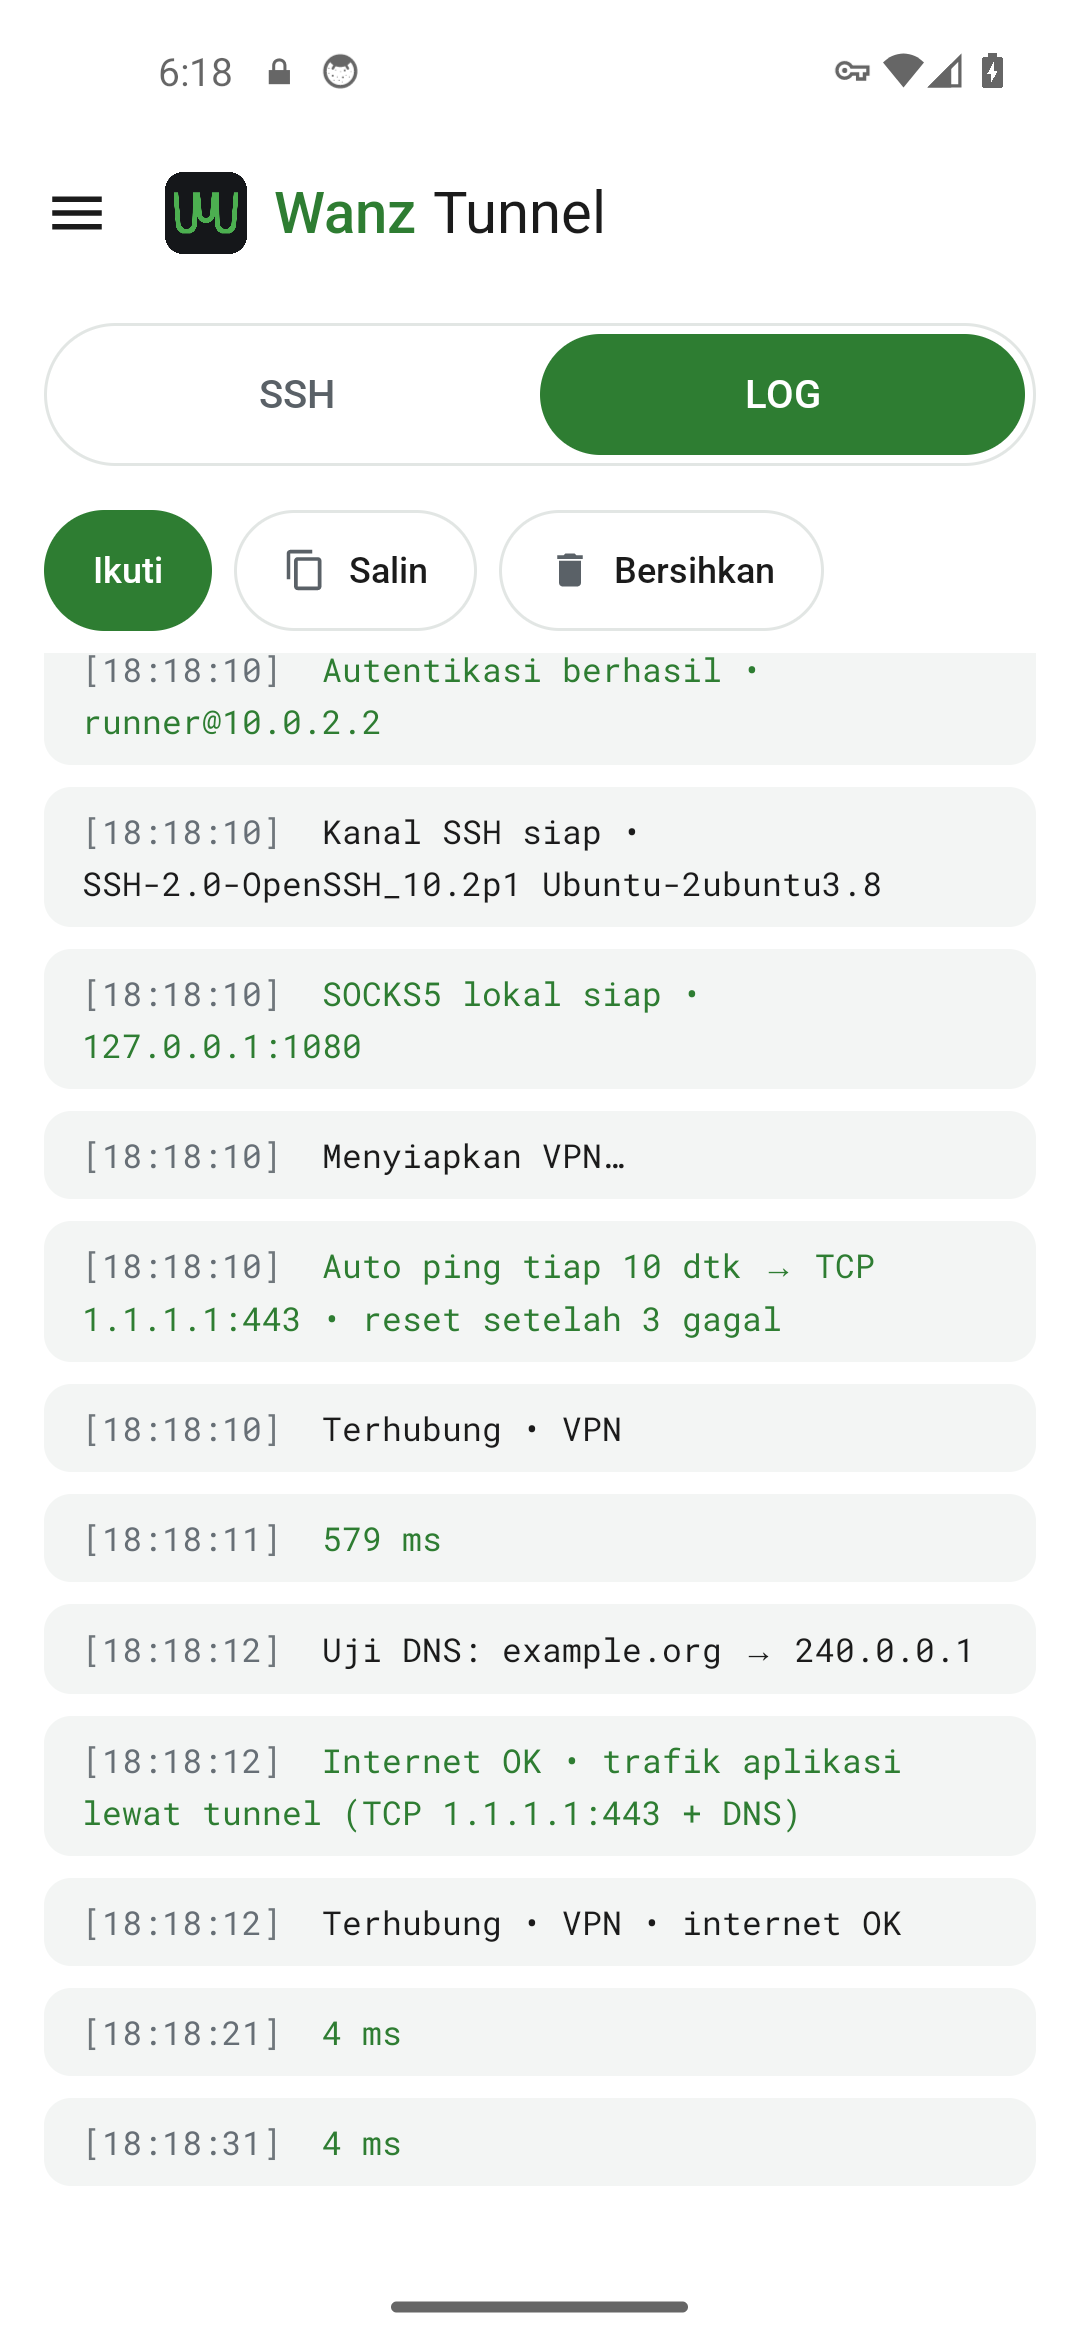 6:18
Wanz Tunnel
SSH
LOG
Ikuti
Salin
Bersihkan
[18:18:10] Autentikasi berhasil •
runner@10.0.2.2
[18:18:10] Kanal SSH siap •
SSH-2.0-OpenSSH_10.2p1 Ubuntu-2ubuntu3.8
[18:18:10] SOCKS5 lokal siap •
127.0.0.1:1080
[18:18:10] Menyiapkan VPN…
[18:18:10] Auto ping tiap 10 dtk → TCP
1.1.1.1:443 • reset setelah 3 gagal
[18:18:10] Terhubung • VPN
[18:18:11] 579 ms
[18:18:12] Uji DNS: example.org → 240.0.0.1
[18:18:12] Internet OK • trafik aplikasi
lewat tunnel (TCP 1.1.1.1:443 + DNS)
[18:18:12] Terhubung • VPN • internet OK
[18:18:21] 4 ms
[18:18:31] 4 ms